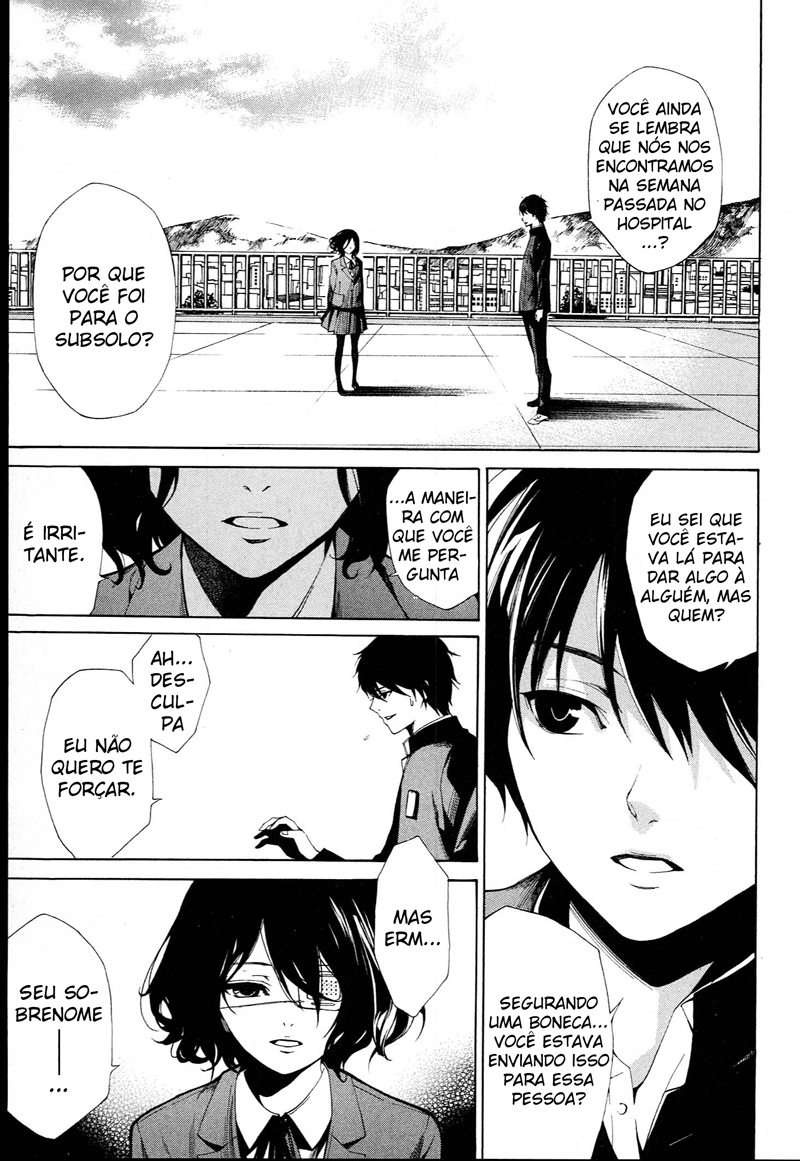 VOCÊ AINDA
SE LEMBRA
QUE NÓS NOS
ENCONTRAMOS
NA SEMANA
PASSADA NO
HOSPITAL
...?
POR QUE
VOCÊ FOI
PARA O
SUBSOLO?
EU SEI QUE
VOCÊ ESTA-
VA LÁ PARA
DAR ALGO À
ALGUÉM, MAS
QUEM?
SEGURANDO
UMA BONECA...
VOCÊ ESTAVA
ENVIANDO ISSO
PARA ESSA
PESSOA?
...A MANEI-
RA COM
QUE VOCÊ
ME PER-
GUNTA
É IRRI-
TANTE.
AH...
DES-
CUL-
PA
EU NÃO
QUERO TE
FORÇAR.
MAS
ERM...
SEU SO-
BRENOME
—
...